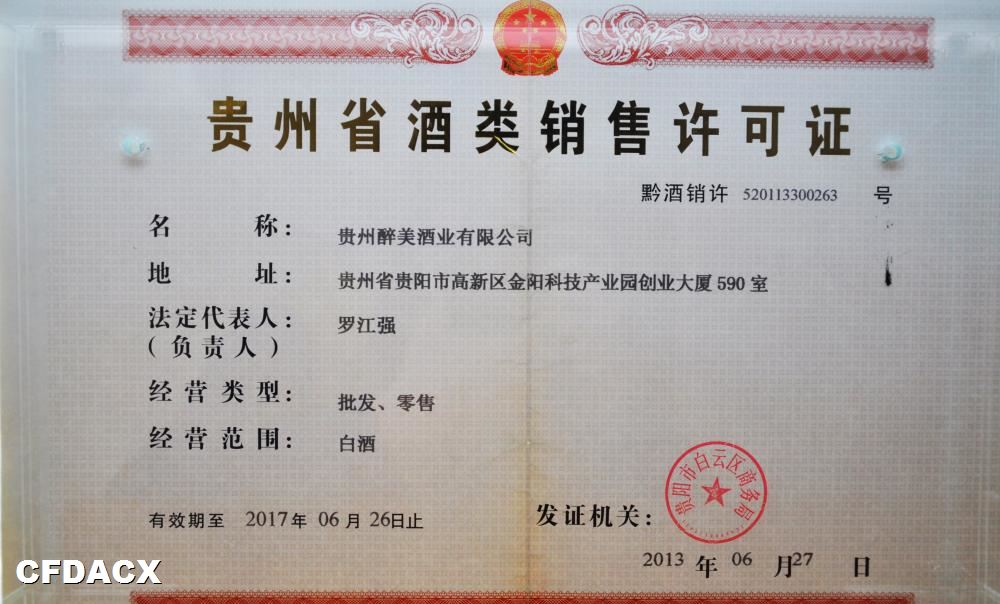 贵州省酒类销售许可证
黔酒销许 520113300263 号
名称： 贵州醉美酒业有限公司
地址： 贵州省贵阳市高新区金阳科技产业园创业大厦 590 室
法定代表人： 罗江强
(负责人)
经营类型： 批发、零售
经营范围： 白酒
贵阳市白云区商务局
有效期至 2017年 06 月 26日止 发证机关：
2013 年 06 月27 日
CFDACX